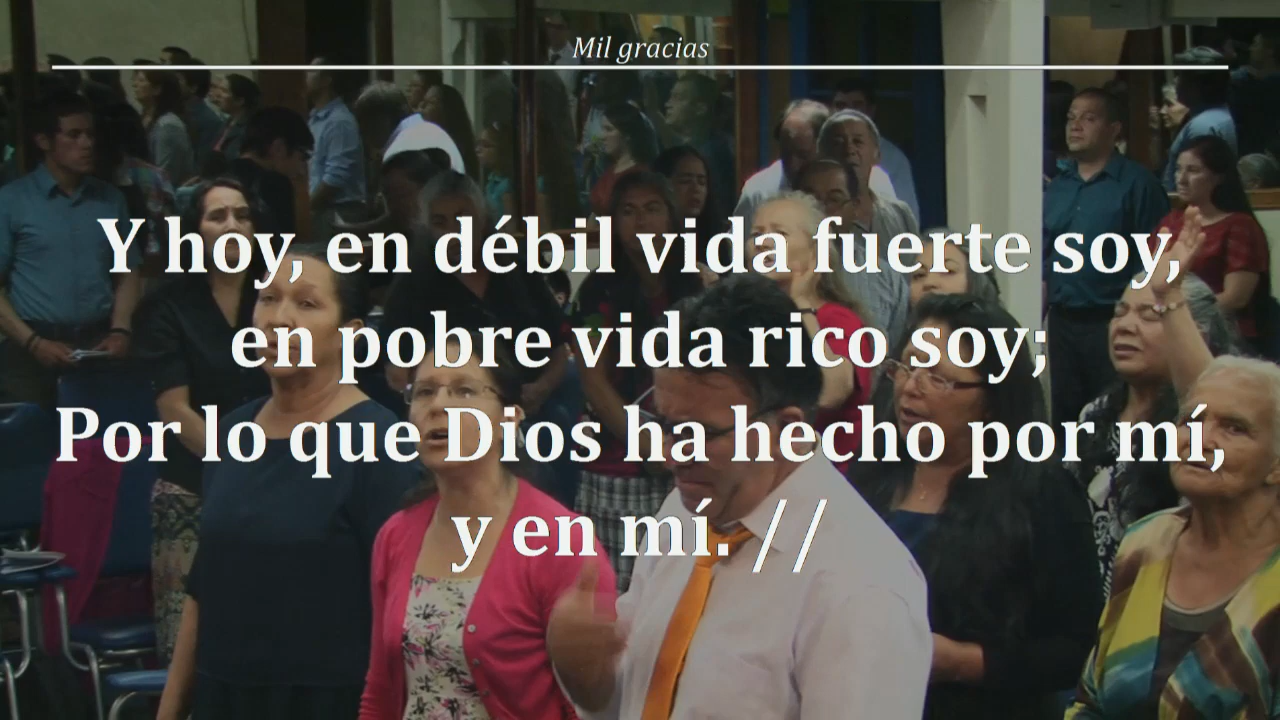 Mil gracias
Y hoy, en débil vida fuerte soy,
en pobre vida rico soy;
Por lo que Dios ha hecho por mí,
y en mí. //